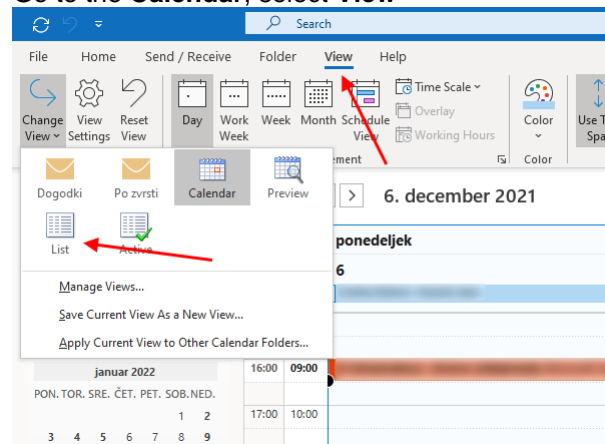 Go to the Calendar, select View
Search
File Home Send / Receive Folder View Help
Change View Settings Reset View Day Work Week Week Month Schedule View Time Scale Overlay Working Hours Color Use T Spa
ement Color
Dogodki Po zvrsti Calendar Preview
List Active
Manage Views...
Save Current View As a New View...
Apply Current View to Other Calendar Folders...
6. december 2021
ponedeljek
6
januar 2022
PON. TOR. SRE. ČET. PET. SOB. NED.
1 2
3 4 5 6 7 8 9
16:00 09:00
17:00 10:00